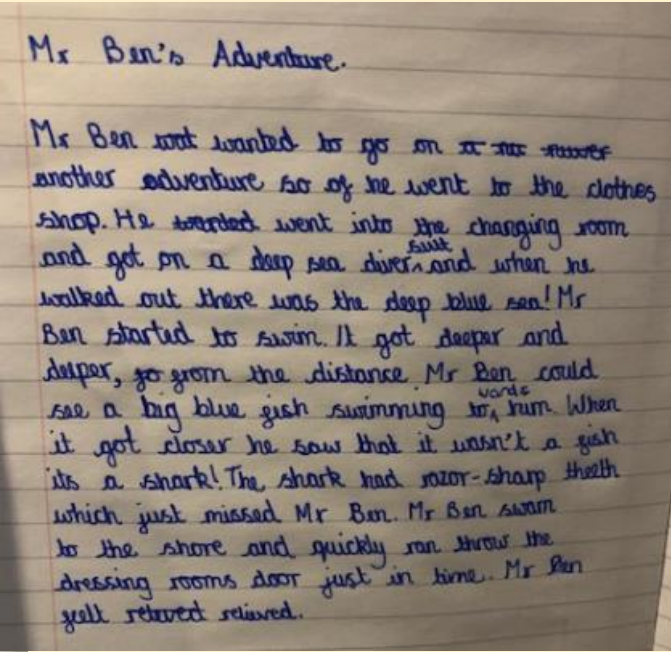 Mr Ben's Adventure.
Mr Ben wanted to go on
another adventure so of he went to the clothes
shop. He went into the changing room
and got on a deep sea diver suit and when he
walked out there was the deep blue sea! Mr
Ben started to swim. It got deeper and
deeper, from the distance Mr Ben could
see a big blue fish swimming towards him. When
it got closer he saw that it wasn't a fish
its a shark! The shark had razor-sharp theeth
which just missed Mr Ben. Mr Ben swam
to the shore and quickly ran throw the
dressing rooms door just in time. Mr Ben
felt relieved.